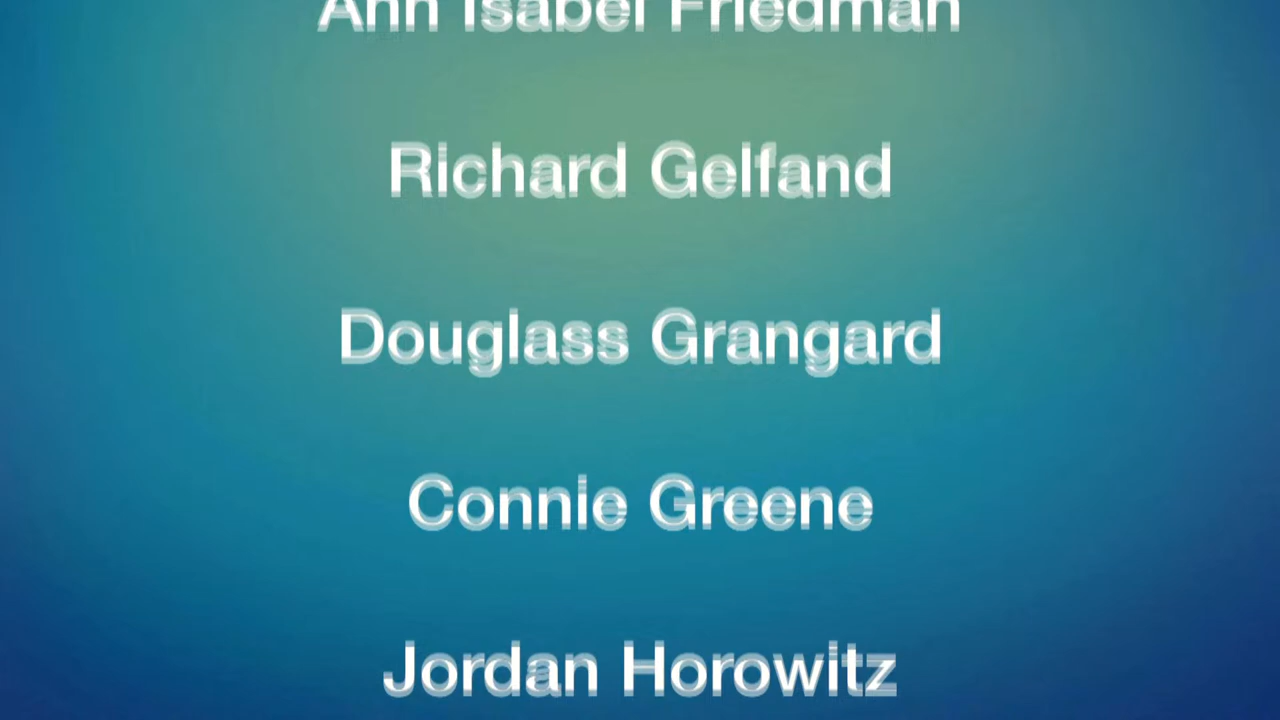 Ann Isabel Friedman
Richard Gelfand
Douglass Grangard
Connie Greene
Jordan Horowitz